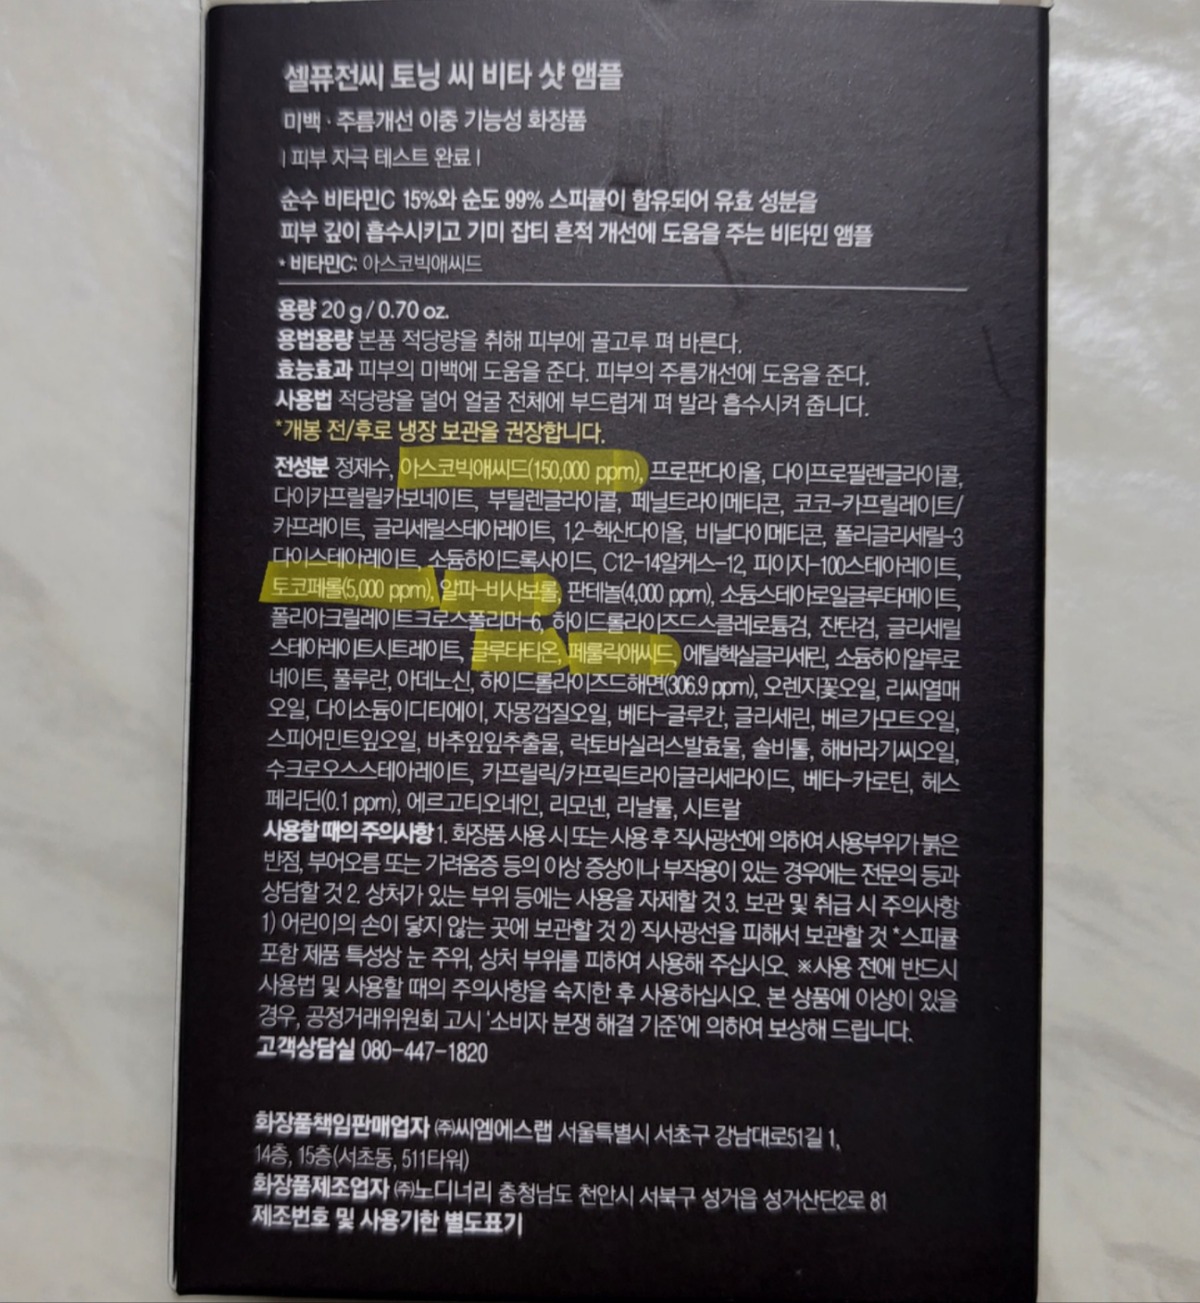 셀퓨전씨 토닝 씨 비타 샷 앰플
미백 · 주름개선 이중 기능성 화장품
| 피부 자극 테스트 완료 |
순수 비타민C 15%와 순도 99% 스피큘이 함유되어 유효 성분을
피부 깊이 흡수시키고 기미 잡티 흔적 개선에 도움을 주는 비타민 앰플
* 비타민C: 아스코빅애씨드
용량 20 g / 0.70 oz.
용법용량 본품 적당량을 취해 피부에 골고루 펴 바른다.
효능효과 피부의 미백에 도움을 준다. 피부의 주름개선에 도움을 준다.
사용법 적당량을 덜어 얼굴 전체에 부드럽게 펴 발라 흡수시켜 줍니다.
*개봉 전/후로 냉장 보관을 권장합니다.
전성분 정제수, 아스코빅애씨드(150,000 ppm), 프로판다이올, 다이프로필렌글라이콜,
다이카프릴릴카보네이트, 부틸렌글라이콜, 페닐트라이메티콘, 코코-카프릴레이트/
카프레이트, 글리세릴스테아레이트, 1,2-헥산다이올, 비닐다이메티콘, 폴리글리세릴-3
다이스테아레이트, 소듐하이드록사이드, C12-14알케스-12, 피이지-100스테아레이트,
토코페롤(5,000 ppm), 알파-비사보롤, 판테놀(4,000 ppm), 소듐스테아로일글루타메이트,
폴리아크릴레이트크로스폴리머-6, 하이드롤라이즈드스클레로튬검, 잔탄검, 글리세릴
스테아레이트시트레이트, 글루타티온, 페룰릭애씨드, 에틸헥실글리세린, 소듐하이알루로
네이트, 풀루란, 아데노신, 하이드롤라이즈드해면(306.9 ppm), 오렌지꽃오일, 리씨열매
오일, 다이소듐이디티에이, 자몽껍질오일, 베타-글루칸, 글리세린, 베르가모트오일,
스피어민트잎오일, 바추잎잎추출물, 락토바실러스발효물, 솔비톨, 해바라기씨오일,
수크로오스스테아레이트, 카프릴릭/카프릭트라이글리세라이드, 베타-카로틴, 헤스
페리딘(0.1 ppm), 에르고티오네인, 리모넨, 리날룰, 시트랄
사용할 때의 주의사항 1. 화장품 사용 시 또는 사용 후 직사광선에 의하여 사용부위가 붉은
반점, 부어오름 또는 가려움증 등의 이상 증상이나 부작용이 있는 경우에는 전문의 등과
상담할 것 2. 상처가 있는 부위 등에는 사용을 자제할 것 3. 보관 및 취급 시 주의사항
1) 어린이의 손이 닿지 않는 곳에 보관할 것 2) 직사광선을 피해서 보관할 것 *스피큘
포함 제품 특성상 눈 주위, 상처 부위를 피하여 사용해 주십시오. ※사용 전에 반드시
사용법 및 사용할 때의 주의사항을 숙지한 후 사용하십시오. 본 상품에 이상이 있을
경우, 공정거래위원회 고시 '소비자 분쟁 해결 기준'에 의하여 보상해 드립니다.
고객상담실 080-447-1820
화장품책임판매업자 ㈜씨엠에스랩 서울특별시 서초구 강남대로51길 1,
14층, 15층(서초동, 511타워)
화장품제조업자 ㈜노디너리 충청남도 천안시 서북구 성거읍 성거산단2로 81
제조번호 및 사용기한 별도표기